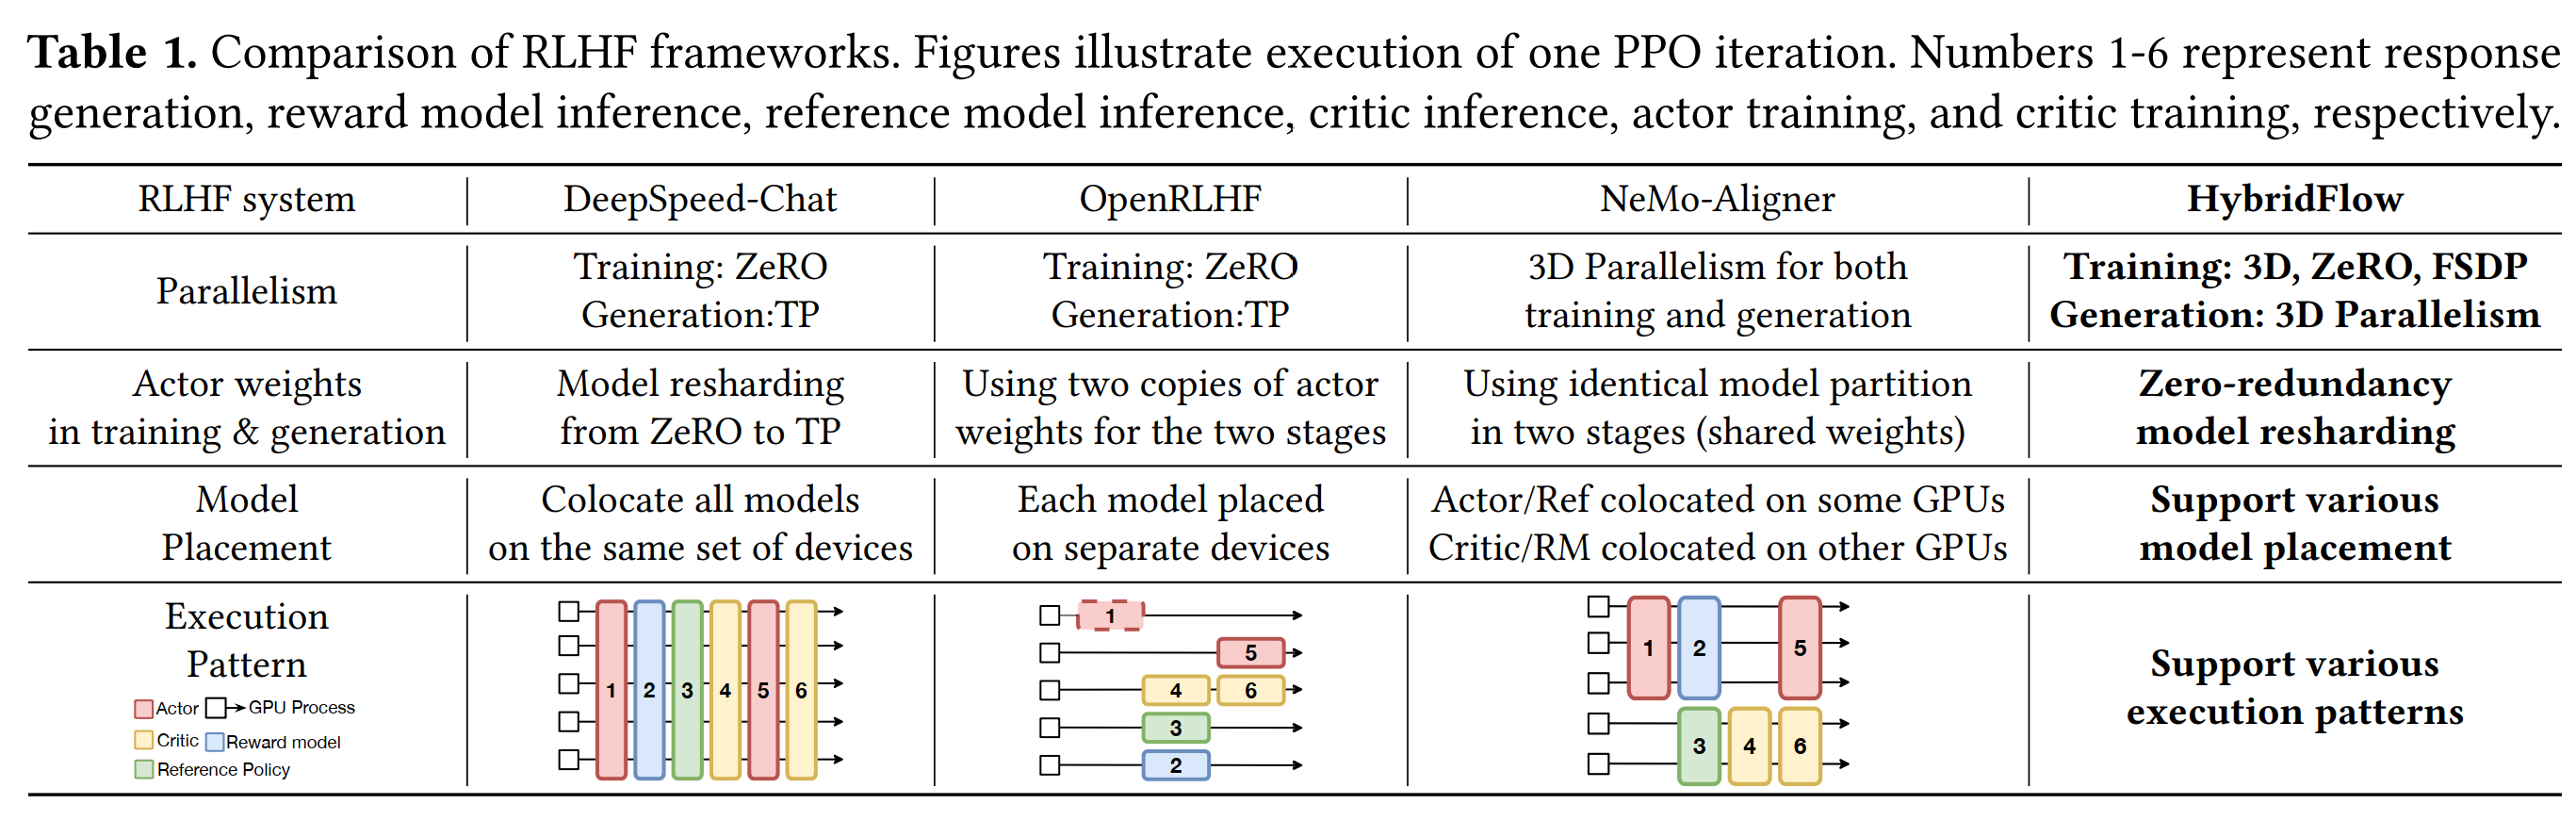 Table 1. Comparison of RLHF frameworks. Figures illustrate execution of one PPO iteration. Numbers 1-6 represent response
generation, reward model inference, reference model inference, critic inference, actor training, and critic training, respectively.
RLHF system
DeepSpeed-Chat
OpenRLHF
NeMo-Aligner
HybridFlow
Parallelism
Training: ZeRO
Generation:TP
Training: ZeRO
Generation:TP
3D Parallelism for both
training and generation
Training: 3D, ZeRO, FSDP
Generation: 3D Parallelism
Actor weights
in training & generation
Model resharding
from ZeRO to TP
Using two copies of actor
weights for the two stages
Using identical model partition
in two stages (shared weights)
Zero-redundancy
model resharding
Model
Placement
Colocate all models
on the same set of devices
Each model placed
on separate devices
Actor/Ref colocated on some GPUs
Critic/RM colocated on other GPUs
Support various
model placement
Execution
Pattern
Actor GPU Process
Critic Reward model
Reference Policy
1 2 3 4 5 6
1
5
4 6
3
2
1 2 5
3 4 6
Support various
execution patterns